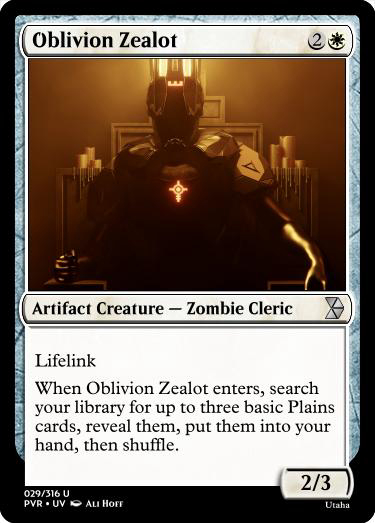 Oblivion Zealot 2
Artifact Creature — Zombie Cleric
Lifelink
When Oblivion Zealot enters, search
your library for up to three basic Plains
cards, reveal them, put them into your
hand, then shuffle.
2/3
029/316 U
PVR • UV Ali Hoff
Utaha